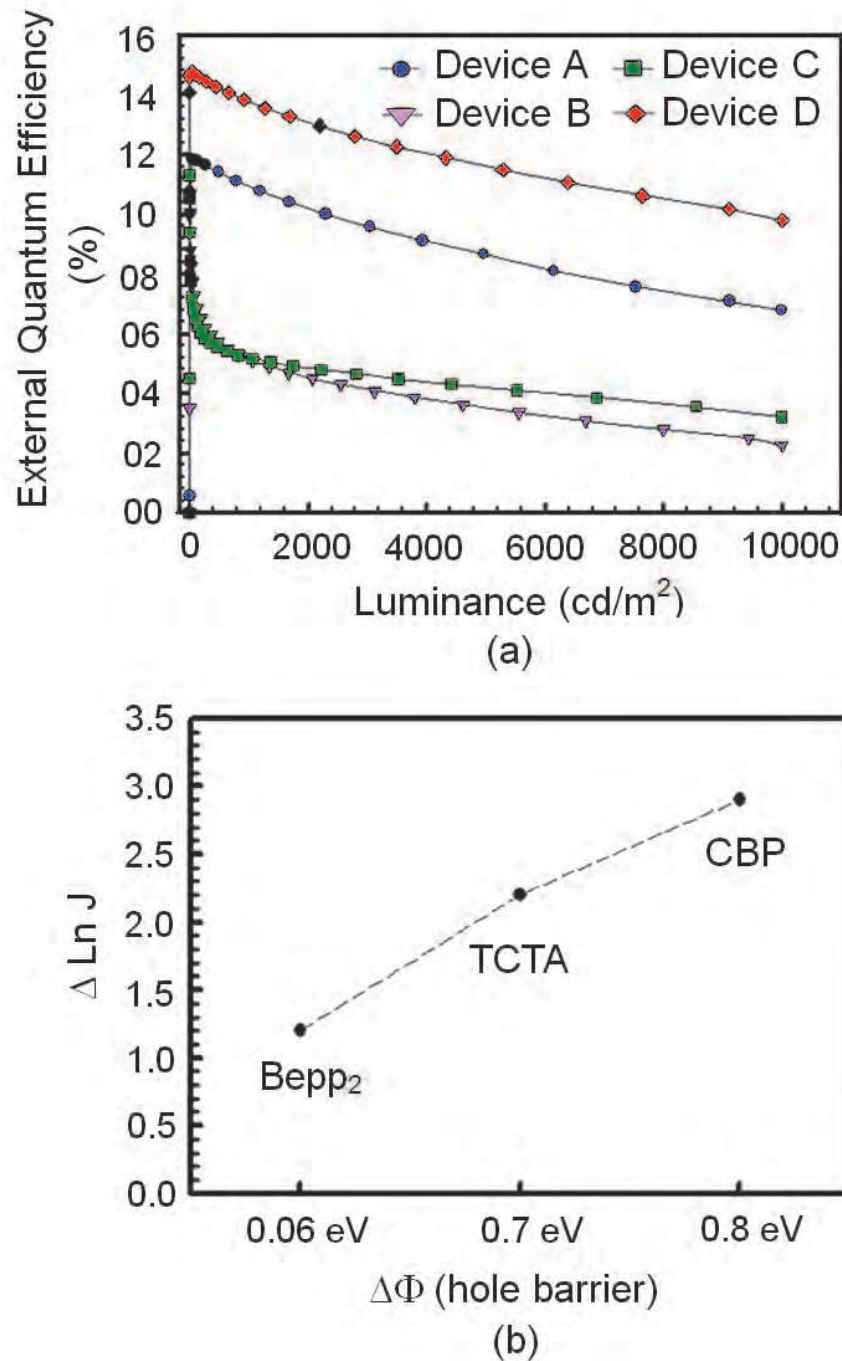 External Quantum Efficiency
(%)
16
14
12
10
08
06
04
02
00
Device A
Device C
Device B
Device D
0 2000 4000 6000 8000 10000
Luminance (cd/m²)
(a)
Δ Ln J
3.5
3.0
2.5
2.0
1.5
1.0
0.5
0.0
CBP
TCTA
Bepp₂
0.06 eV 0.7 eV 0.8 eV
ΔΦ (hole barrier)
(b)